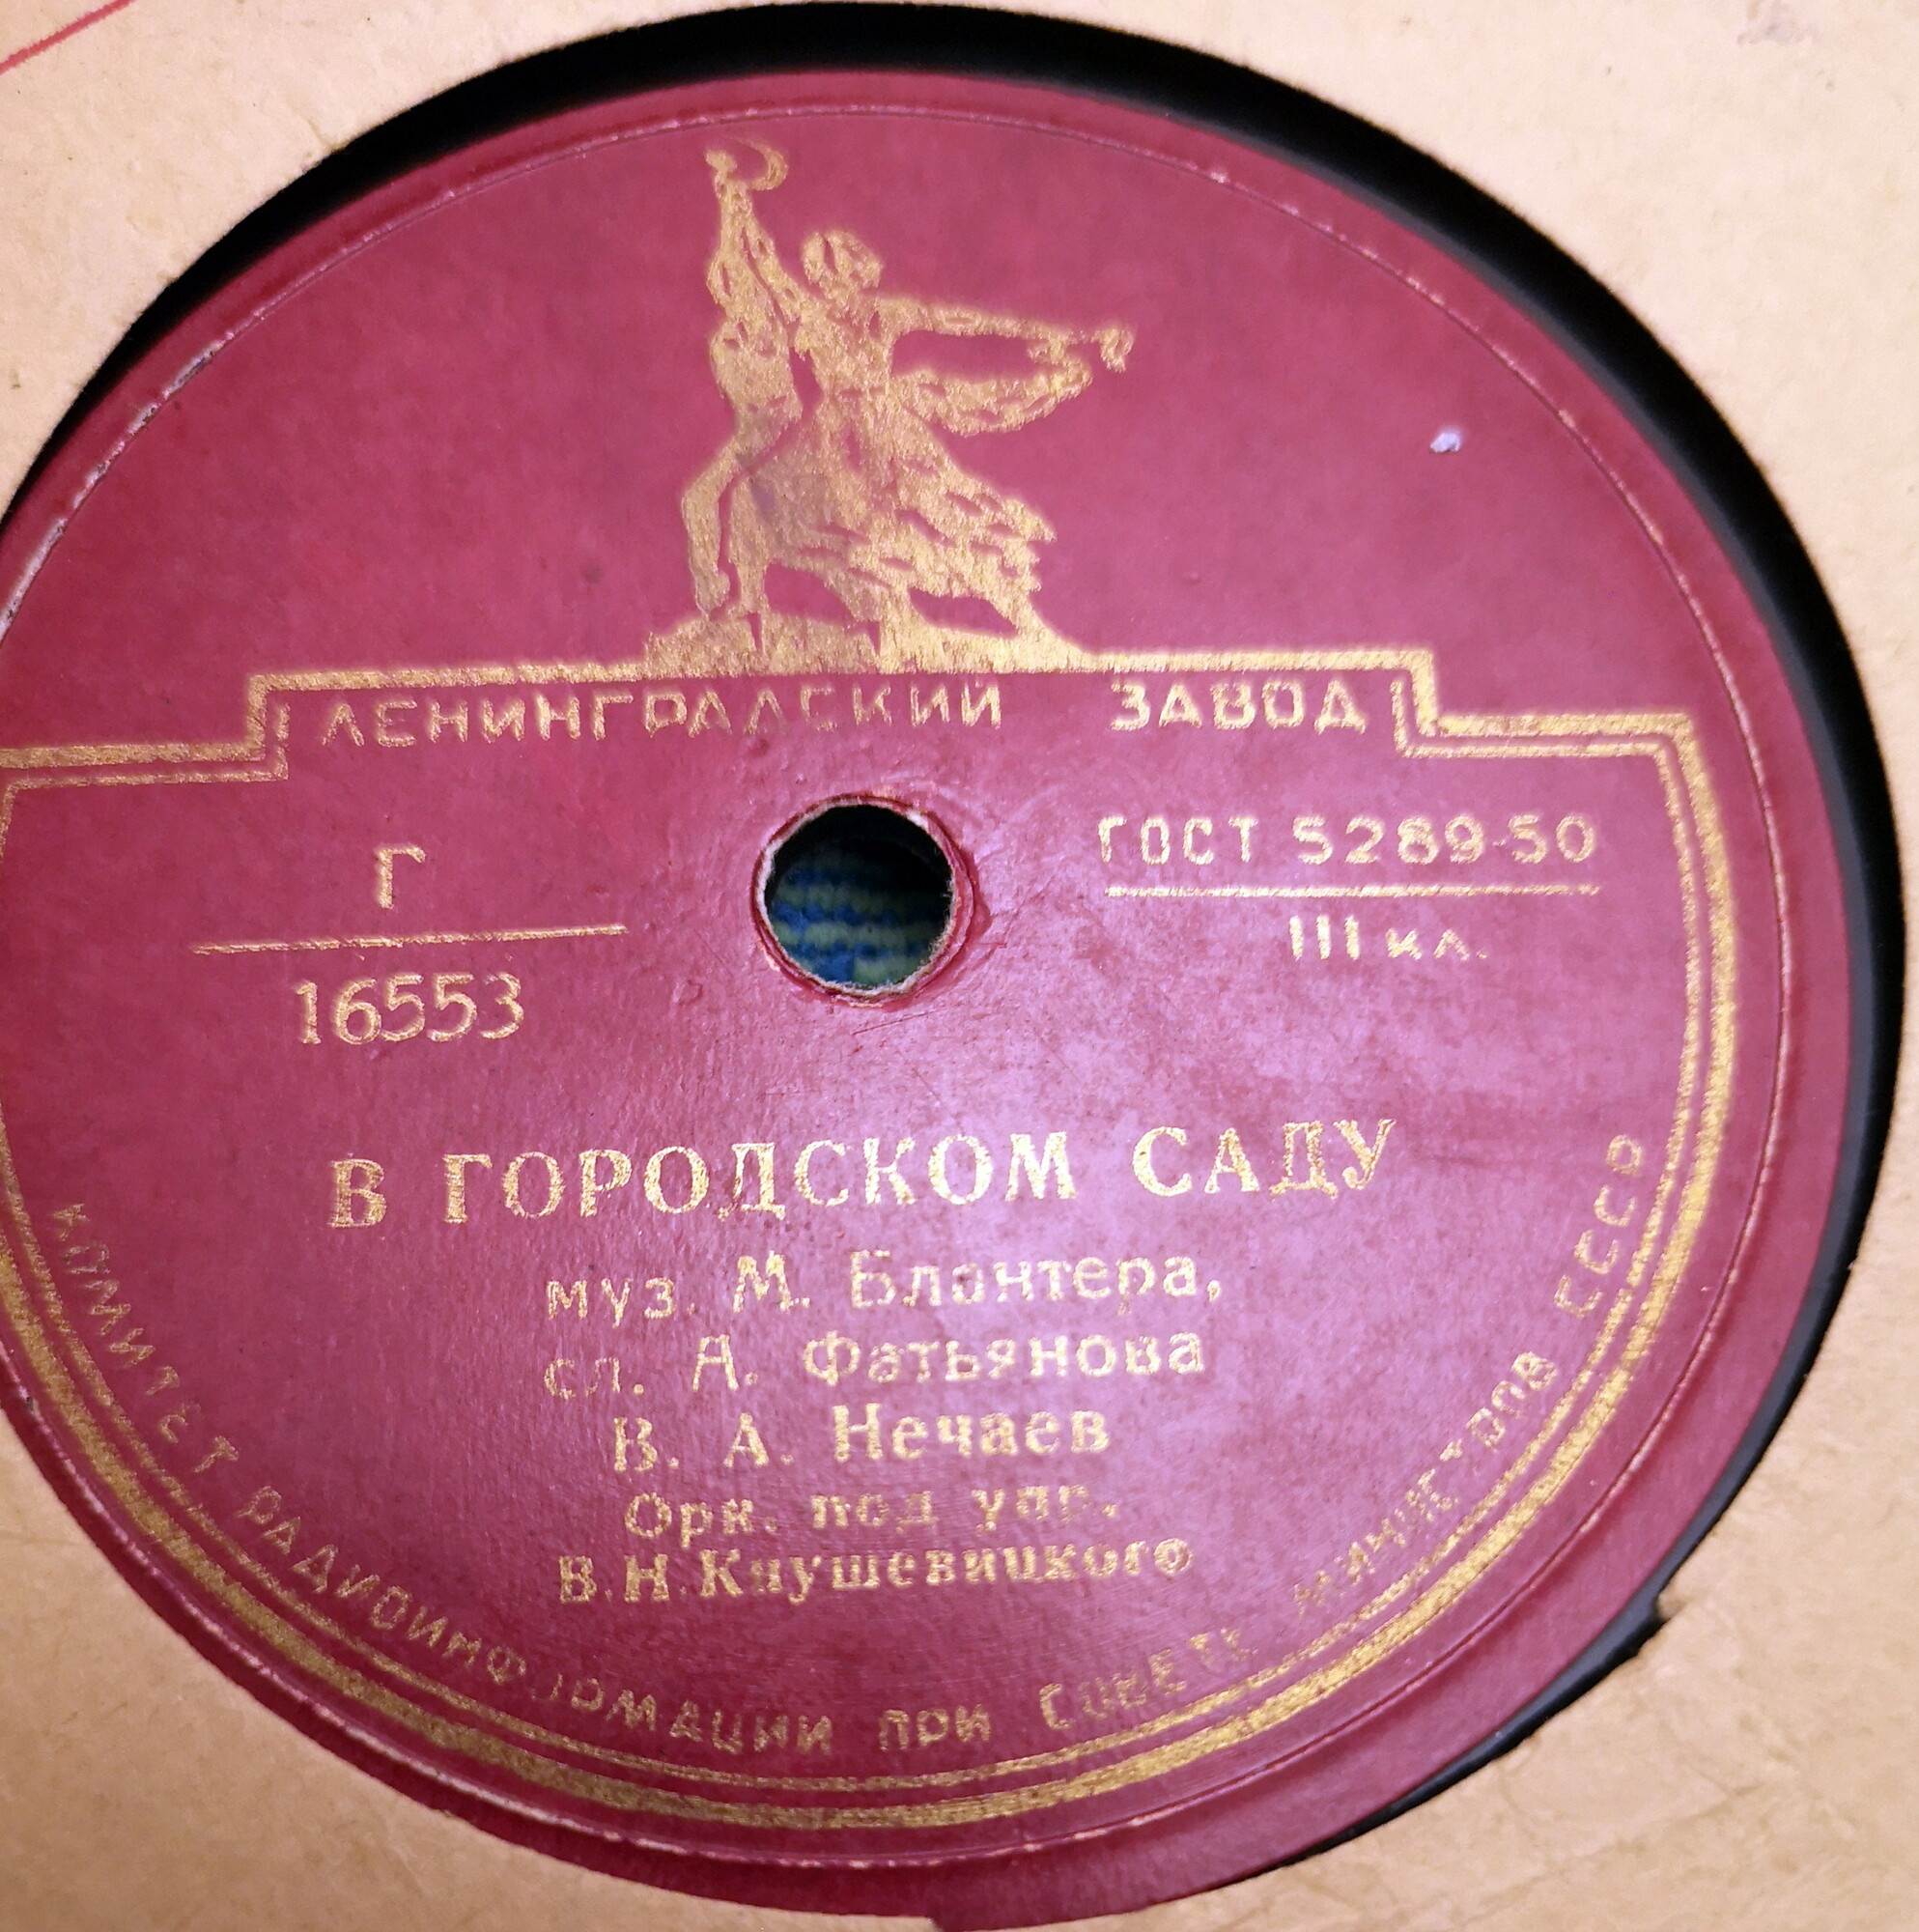 ЛЕНИНГРАДСКИЙ ЗАВОД
Г
16553
ГОСТ 5289-50
III кл.
В ГОРОДСКОМ САДУ
муз. М. Блантера,
сл. А. Фатьянова
В. А. Нечаев
Орк. под упр.
В.Н.Кнушевицкого
КОМИТЕТ РАДИОИНФОРМАЦИИ ПРИ СОВЕТЕ МИНИСТРОВ СССР